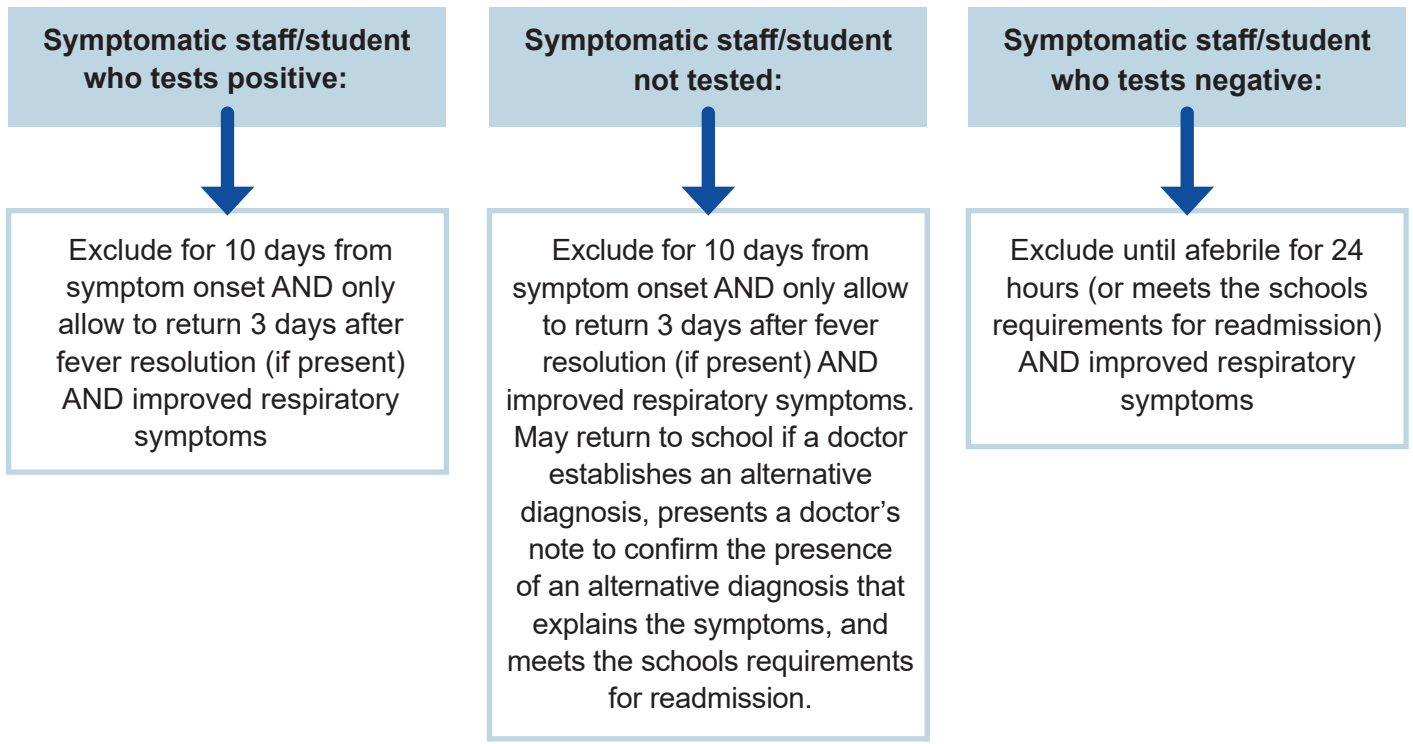 Symptomatic staff/student
who tests positive:
Exclude for 10 days from
symptom onset AND only
allow to return 3 days after
fever resolution (if present)
AND improved respiratory
symptoms
Symptomatic staff/student
not tested:
Exclude for 10 days from
symptom onset AND only allow
to return 3 days after fever
resolution (if present) AND
improved respiratory symptoms.
May return to school if a doctor
establishes an alternative
diagnosis, presents a doctor’s
note to confirm the presence
of an alternative diagnosis that
explains the symptoms, and
meets the schools requirements
for readmission.
Symptomatic staff/student
who tests negative:
Exclude until afebrile for 24
hours (or meets the schools
requirements for readmission)
AND improved respiratory
symptoms